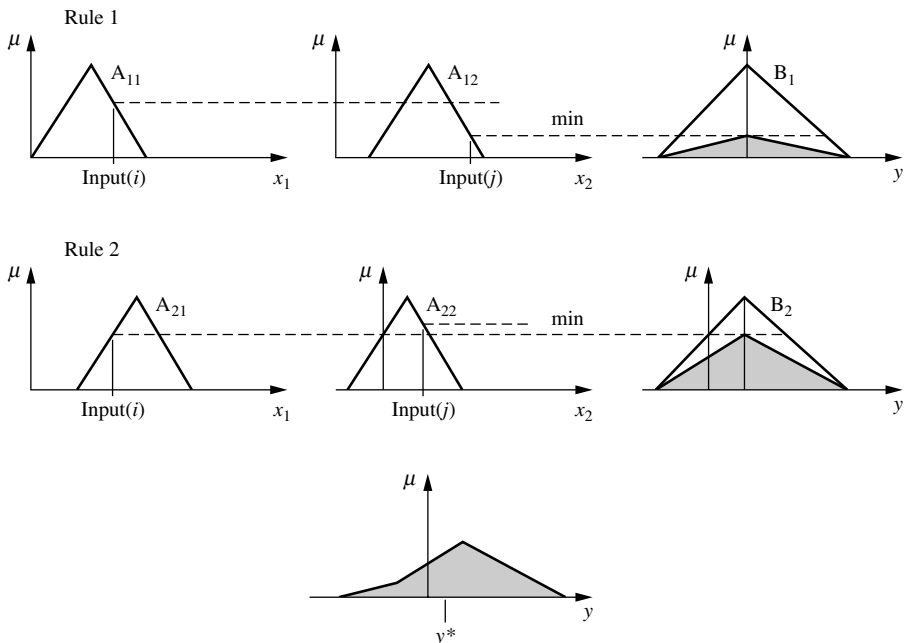 Rule 1
μ μ μ
A₁₁ A₁₂ B₁
min
Input(i) x₁ Input(j) x₂ y
Rule 2
μ μ μ
A₂₁ A₂₂ B₂
min
Input(i) x₁ Input(j) x₂ y
μ
y
y*